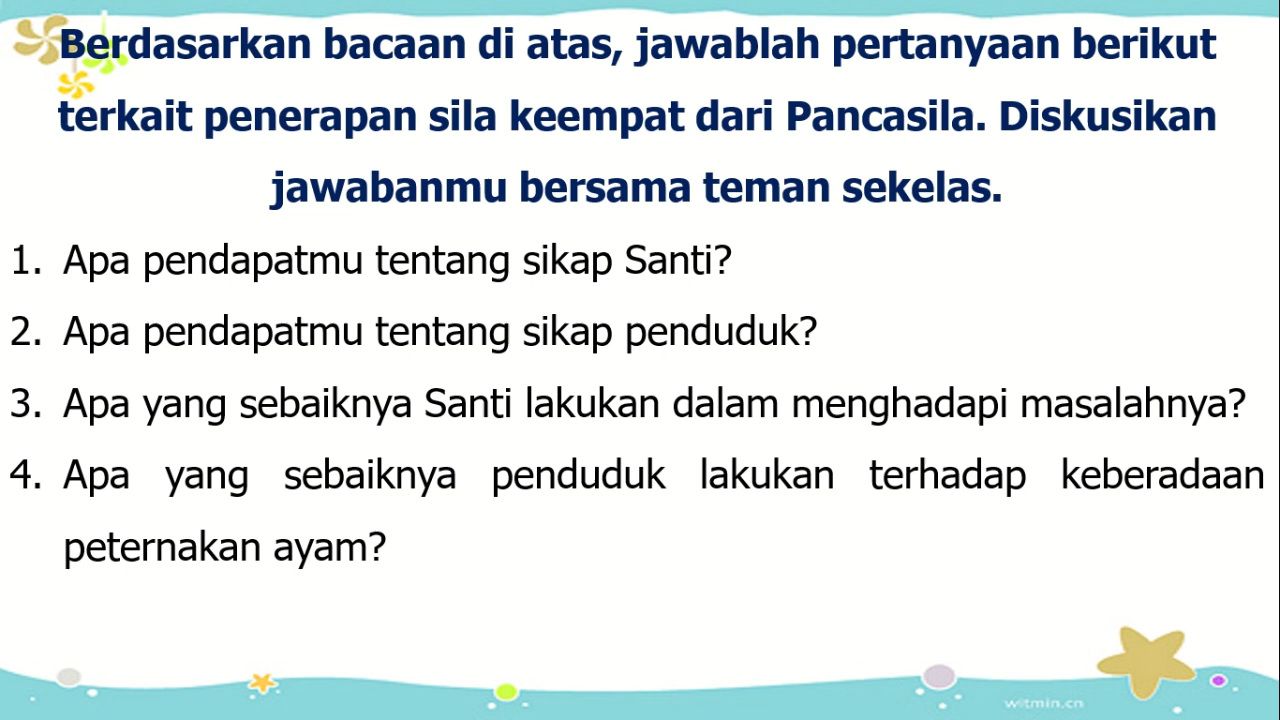 Berdasarkan bacaan di atas, jawablah pertanyaan berikut
terkait penerapan sila keempat dari Pancasila. Diskusikan
jawabanmu bersama teman sekelas.
1. Apa pendapatmu tentang sikap Santi?
2. Apa pendapatmu tentang sikap penduduk?
3. Apa yang sebaiknya Santi lakukan dalam menghadapi masalahnya?
4. Apa yang sebaiknya penduduk lakukan terhadap keberadaan
peternakan ayam?
witmin.cn